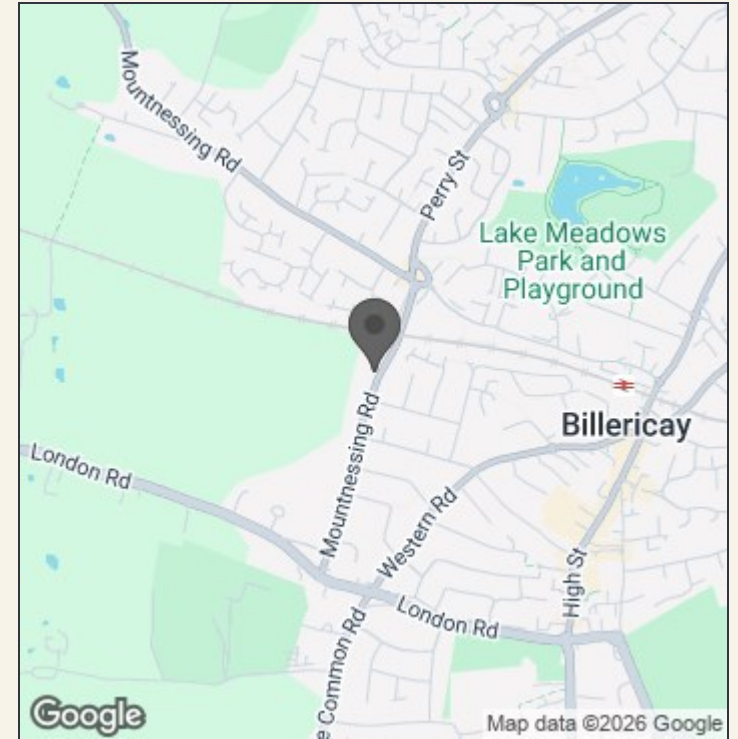 Mountnessing Rd
Perry St
Lake Meadows
Park and
Playground
Billericay
London Rd
Mountnessing Rd
Western Rd
High St
London Rd
e Common Rd
Google
Map data ©2026 Google